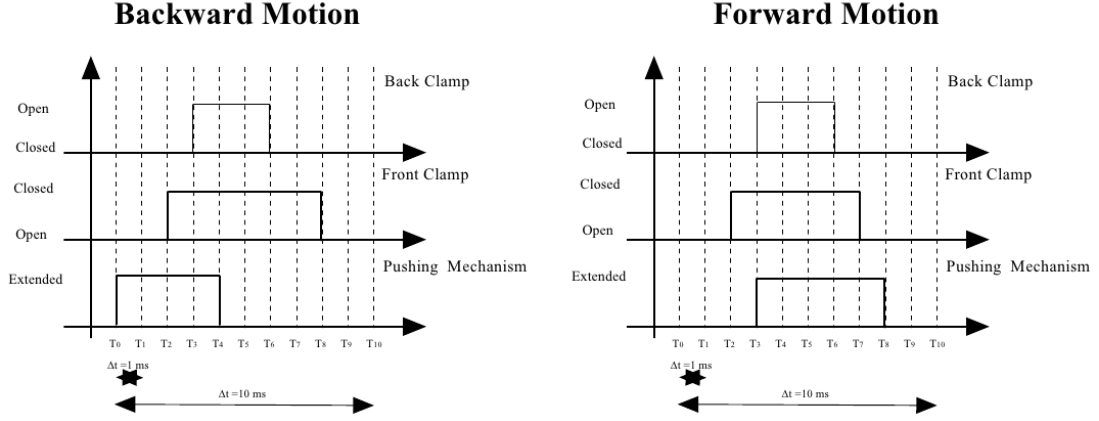 Backward Motion
Back Clamp
Open
Closed
Front Clamp
Closed
Open
Pushing Mechanism
Extended
T0 T1 T2 T3 T4 T5 T6 T7 T8 T9 T10
Δt =1 ms
Δt =10 ms
Forward Motion
Back Clamp
Open
Closed
Front Clamp
Closed
Open
Pushing Mechanism
Extended
T0 T1 T2 T3 T4 T5 T6 T7 T8 T9 T10
Δt =1 ms
Δt =10 ms